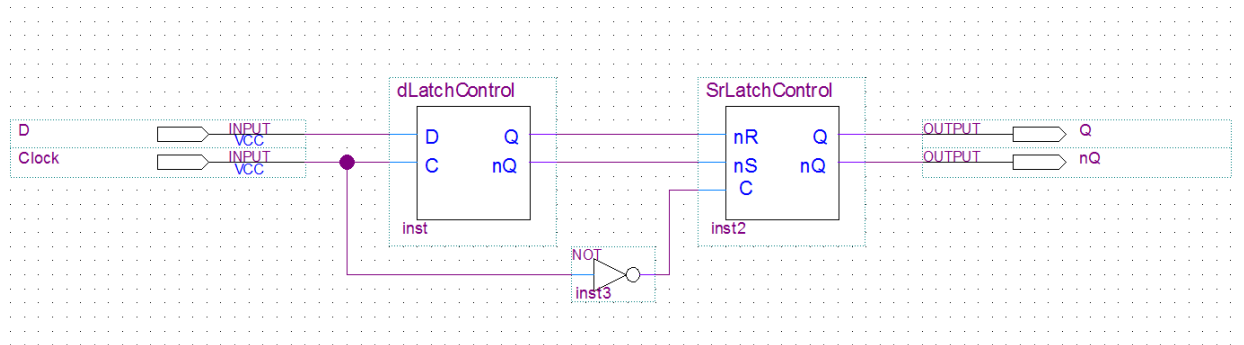 dLatchControl
SrLatchControl
D
INPUT
VCC
D
Q
nR
Q
OUTPUT
Q
Clock
INPUT
VCC
C
nQ
nS
nQ
OUTPUT
nQ
C
inst
inst2
NOT
inst3